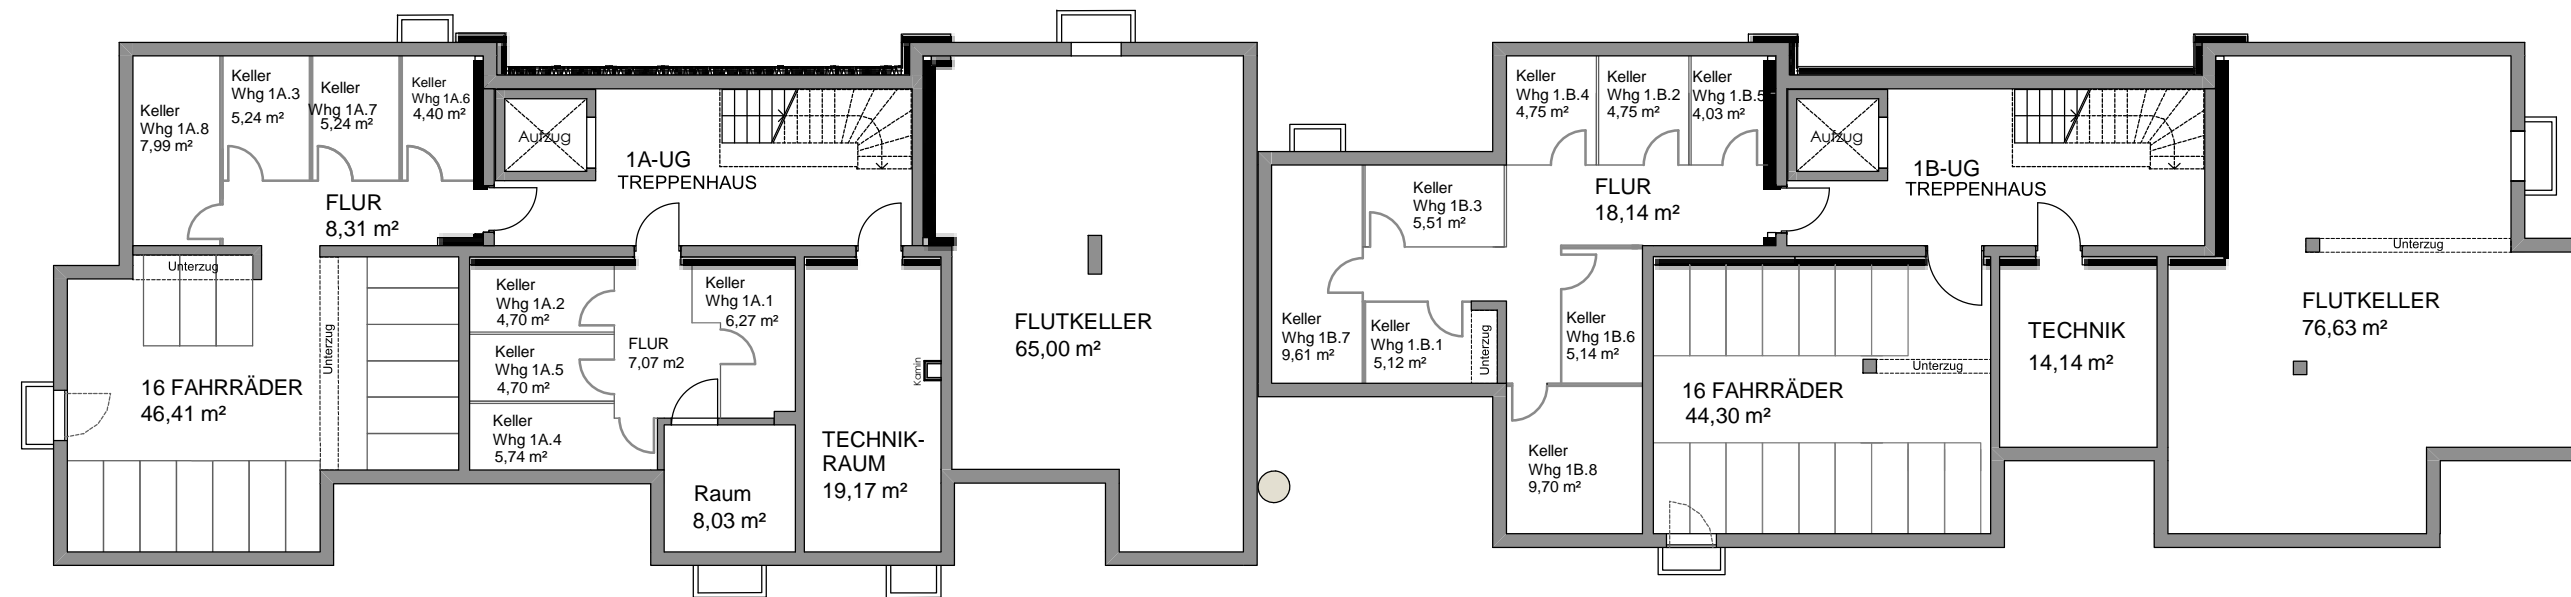 Keller
Whg 1A.8
7,99 m²
Keller
Whg 1A.3
5,24 m²
Keller
Whg 1A.7
5,24 m²
Keller
Whg 1A.6
4,40 m²
Aufzug
1A-UG
TREPPENHAUS
FLUR
8,31 m²
Unterzug
Unterzug
16 FAHRRÄDER
46,41 m²
Keller
Whg 1A.2
4,70 m²
Keller
Whg 1A.5
4,70 m²
Keller
Whg 1A.4
5,74 m²
FLUR
7,07 m2
Keller
Whg 1A.1
6,27 m²
Raum
8,03 m²
TECHNIK-
RAUM
19,17 m²
Kamin
FLUTKELLER
65,00 m²
Keller
Whg 1.B.4
4,75 m²
Keller
Whg 1.B.2
4,75 m²
Keller
Whg 1.B.5
4,03 m²
Keller
Whg 1B.3
5,51 m²
FLUR
18,14 m²
Keller
Whg 1B.7
9,61 m²
Keller
Whg 1.B.1
5,12 m²
Unterzug
Keller
Whg 1B.6
5,14 m²
Keller
Whg 1B.8
9,70 m²
Aufzug
1B-UG
TREPPENHAUS
16 FAHRRÄDER
44,30 m²
Unterzug
TECHNIK
14,14 m²
Unterzug
FLUTKELLER
76,63 m²